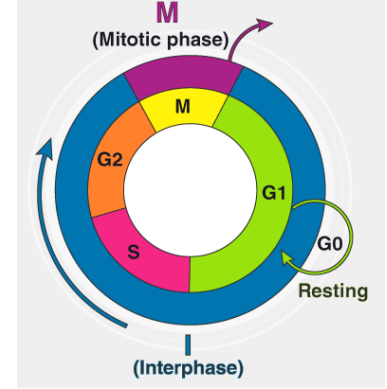 M
(Mitotic phase)
M
G2
G1
S
G0
Resting
(Interphase)